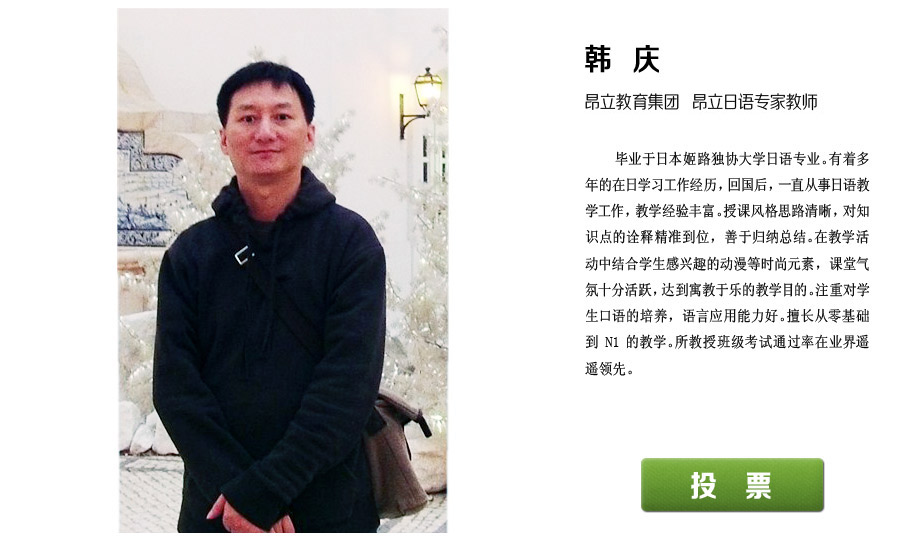 韩 庆
昂立教育集团 昂立日语专家教师
毕业于日本姬路独协大学日语专业。有着多
年的在日学习工作经历，回国后，一直从事日语教
学工作，教学经验丰富。授课风格思路清晰，对知
识点的诠释精准到位，善于归纳总结。在教学活
动中结合学生感兴趣的动漫等时尚元素，课堂气
氛十分活跃，达到寓教于乐的教学目的。注重对学
生口语的培养，语言应用能力好。擅长从零基础
到 N1 的教学。所教授班级考试通过率在业界遥
遥领先。
投 票